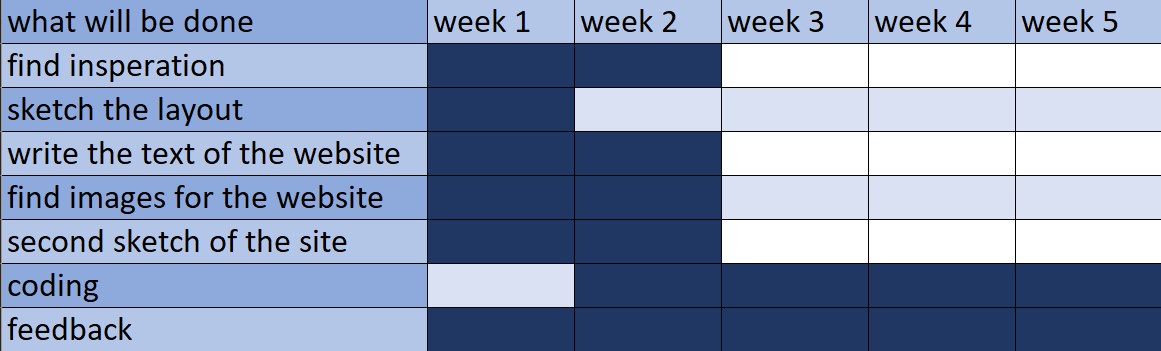 what will be done week 1 week 2 week 3 week 4 week 5
find insperation
sketch the layout
write the text of the website
find images for the website
second sketch of the site
coding
feedback